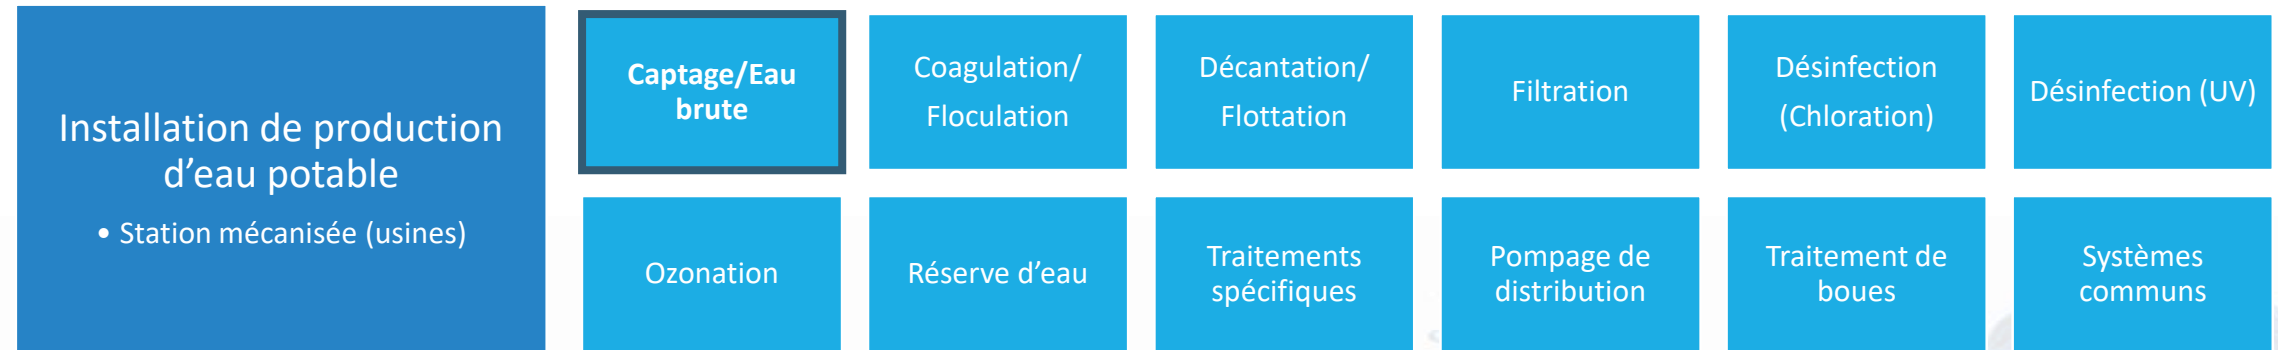 Installation de production
d’eau potable
• Station mécanisée (usines)
Captage/Eau
brute
Coagulation/
Floculation
Décantation/
Flottation
Filtration
Désinfection
(Chloration)
Désinfection (UV)
Ozonation
Réserve d’eau
Traitements
spécifiques
Pompage de
distribution
Traitement de
boues
Systèmes
communs